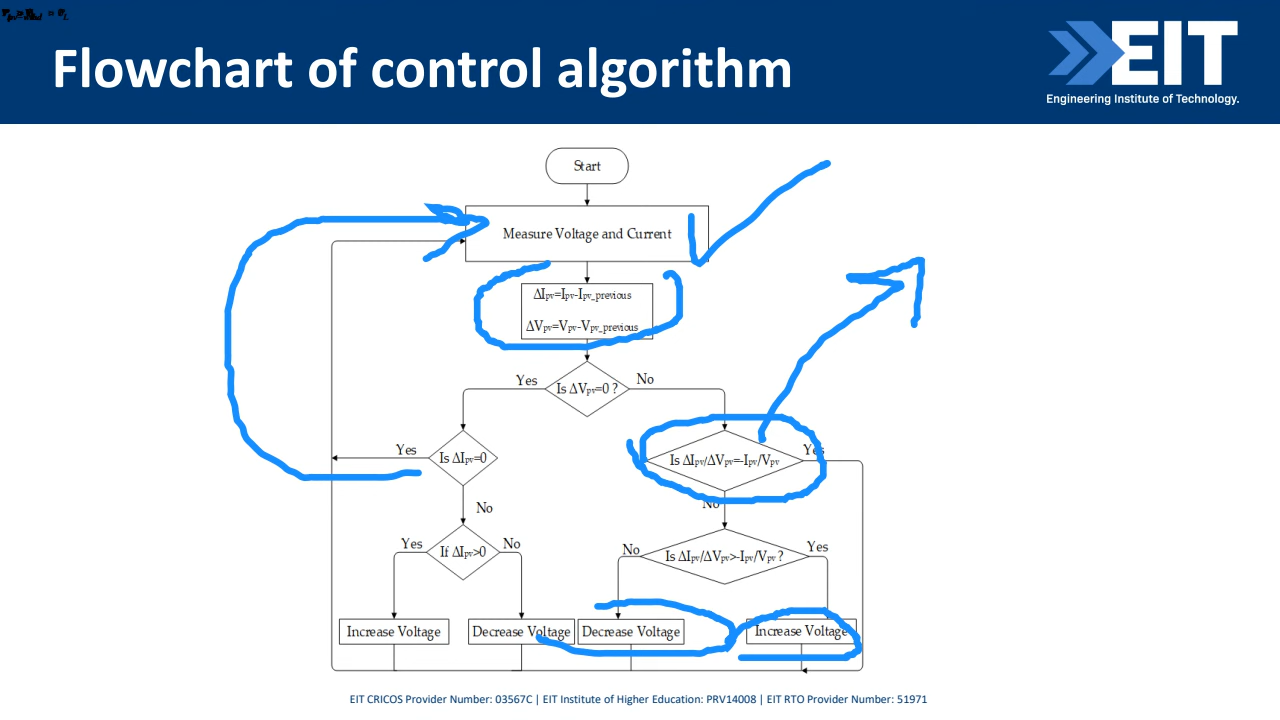 Flowchart of control algorithm
EIT
Engineering Institute of Technology.
Start
Measure Voltage and Current
ΔIpv=Ipv-Ipv_previous
ΔVpv=Vpv-Vpv_previous
Yes
Is ΔVpv=0 ?
No
Yes
Is ΔIpv=0
Is ΔIpv/ΔVpv=-Ipv/Vpv
Yes
No
No
Yes
If ΔIpv>0
No
No
Is ΔIpv/ΔVpv>-Ipv/Vpv ?
Yes
Increase Voltage
Decrease Voltage
Decrease Voltage
Increase Voltage
EIT CRICOS Provider Number: 03567C | EIT Institute of Higher Education: PRV14008 | EIT RTO Provider Number: 51971